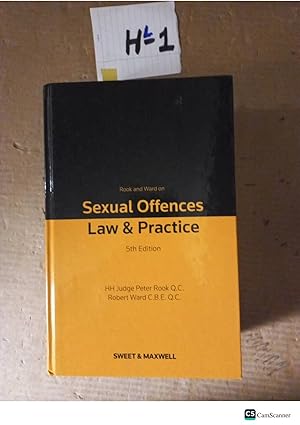 H-1
Rook and Ward on
Sexual Offences
Law & Practice
5th Edition
HH Judge Peter Rook Q.C.
Robert Ward C.B.E. Q.C.
SWEET & MAXWELL
CS CamScanner